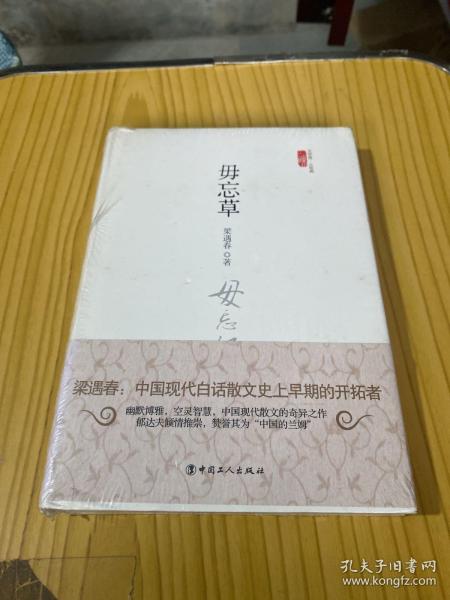 毋忘草
梁遇春◎著
毋忘
梁遇春：中国现代白话散文史上早期的开拓者
幽默博雅，空灵智慧，中国现代散文的奇异之作
郁达夫倾情推崇，赞誉其为“中国的兰姆”
中国工人出版社
孔夫子旧书网
www.kongfz.com